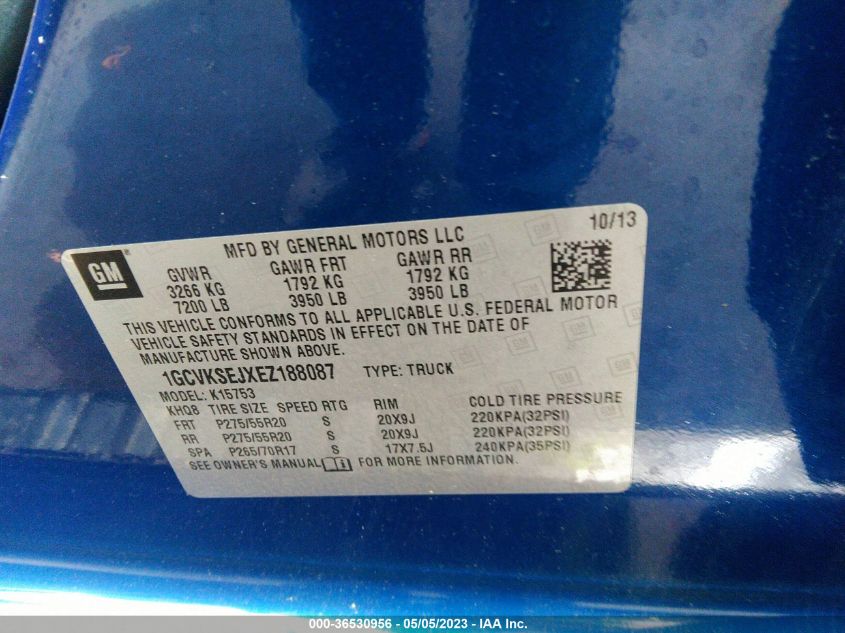 10/13
MFD BY GENERAL MOTORS LLC
GM
GVWR GAWR FRT GAWR RR
3266 KG 1792 KG 1792 KG
7200 LB 3950 LB 3950 LB
THIS VEHICLE CONFORMS TO ALL APPLICABLE U.S. FEDERAL MOTOR
VEHICLE SAFETY STANDARDS IN EFFECT ON THE DATE OF
MANUFACTURE SHOWN ABOVE.
1GCVKSEJXEZ188087 TYPE: TRUCK
MODEL: K15753
KHQ8 TIRE SIZE SPEED RTG RIM COLD TIRE PRESSURE
FRT P275/55R20 S 20X9J 220KPA(32PSI)
RR P275/55R20 S 20X9J 220KPA(32PSI)
SPA P265/70R17 S 17X7.5J 240KPA(35PSI)
SEE OWNER'S MANUAL FOR MORE INFORMATION.
000-36530956 - 05/05/2023 - © IAA Inc.